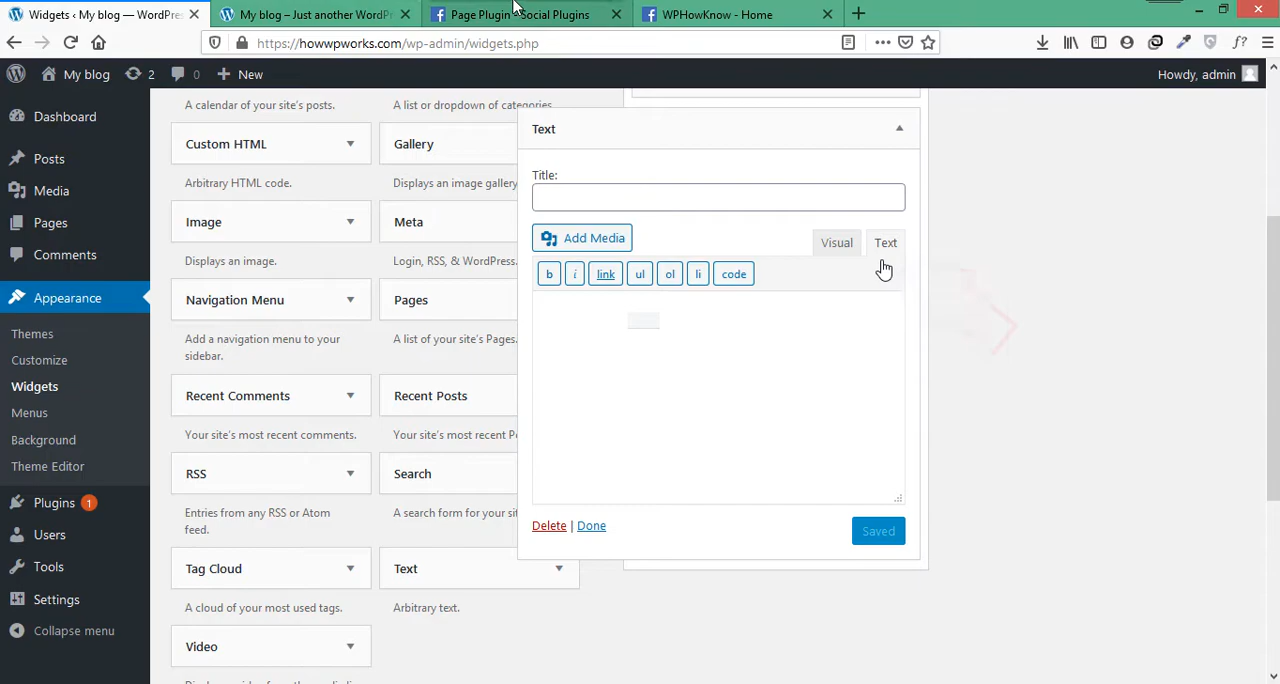 Widgets ‹ My blog — WordPres
My blog – Just another WordPr
Page Plugin - Social Plugins
WPHowKnow - Home
https://howwpworks.com/wp-admin/widgets.php
My blog
2
0
New
Howdy, admin
Dashboard
Posts
Media
Pages
Comments
Appearance
Themes
Customize
Widgets
Menus
Background
Theme Editor
Plugins 1
Users
Tools
Settings
Collapse menu
A calendar of your site's posts.
A list or dropdown of categories.
Custom HTML
Gallery
Arbitrary HTML code.
Displays an image gallery
Image
Meta
Displays an image.
Login, RSS, & WordPress.
Navigation Menu
Pages
Add a navigation menu to your
sidebar.
A list of your site's Pages.
Recent Comments
Recent Posts
Your site's most recent comments.
Your site's most recent P
RSS
Search
Entries from any RSS or Atom
feed.
A search form for your sit
Tag Cloud
Text
A cloud of your most used tags.
Arbitrary text.
Video
Text
Title:
Add Media
Visual
Text
b
i
link
ul
ol
li
code
Delete | Done
Saved